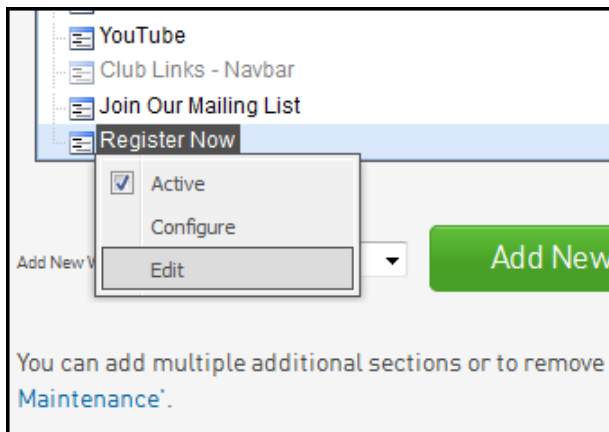 YouTube
Club Links - Navbar
Join Our Mailing List
Register Now
Active
Configure
Edit
Add New
Add New
You can add multiple additional sections or to remove
Maintenance".